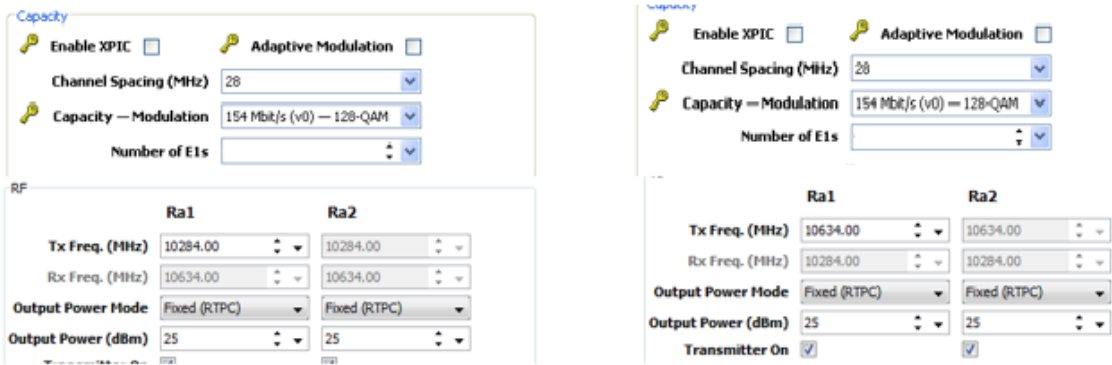 Capacity
Enable XPIC Adaptive Modulation
Channel Spacing (MHz) 28
Capacity — Modulation 154 Mbit/s (v0) — 128-QAM
Number of E1s
RF
Ra1 Ra2
Tx Freq. (MHz) 10284.00 10284.00
Rx Freq. (MHz) 10634.00 10634.00
Output Power Mode Fixed (RTPC) Fixed (RTPC)
Output Power (dBm) 25 25
Transmitter On
Capacity
Enable XPIC Adaptive Modulation
Channel Spacing (MHz) 28
Capacity — Modulation 154 Mbit/s (v0) — 128-QAM
Number of E1s
Ra1 Ra2
Tx Freq. (MHz) 10634.00 10634.00
Rx Freq. (MHz) 10284.00 10284.00
Output Power Mode Fixed (RTPC) Fixed (RTPC)
Output Power (dBm) 25 25
Transmitter On